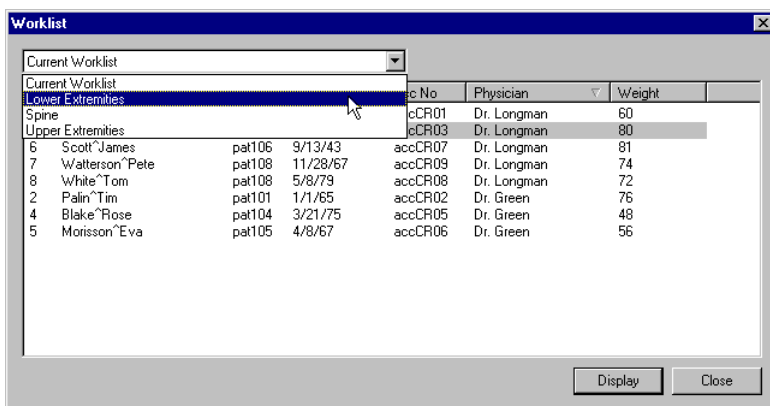 Worklist
Current Worklist
Current Worklist
Lower Extremities
Spine
Upper Extremities
cc No Physician Weight
ccCR01 Dr. Longman 60
ccCR03 Dr. Longman 80
6 Scott^James pat106 9/13/43 accCR07 Dr. Longman 81
7 Watterson^Pete pat108 11/28/67 accCR09 Dr. Longman 74
8 White^Tom pat108 5/8/79 accCR08 Dr. Longman 72
2 Palin^Tim pat101 1/1/65 accCR02 Dr. Green 76
4 Blake^Rose pat104 3/21/75 accCR05 Dr. Green 48
5 Morisson^Eva pat105 4/8/67 accCR06 Dr. Green 56
Display Close